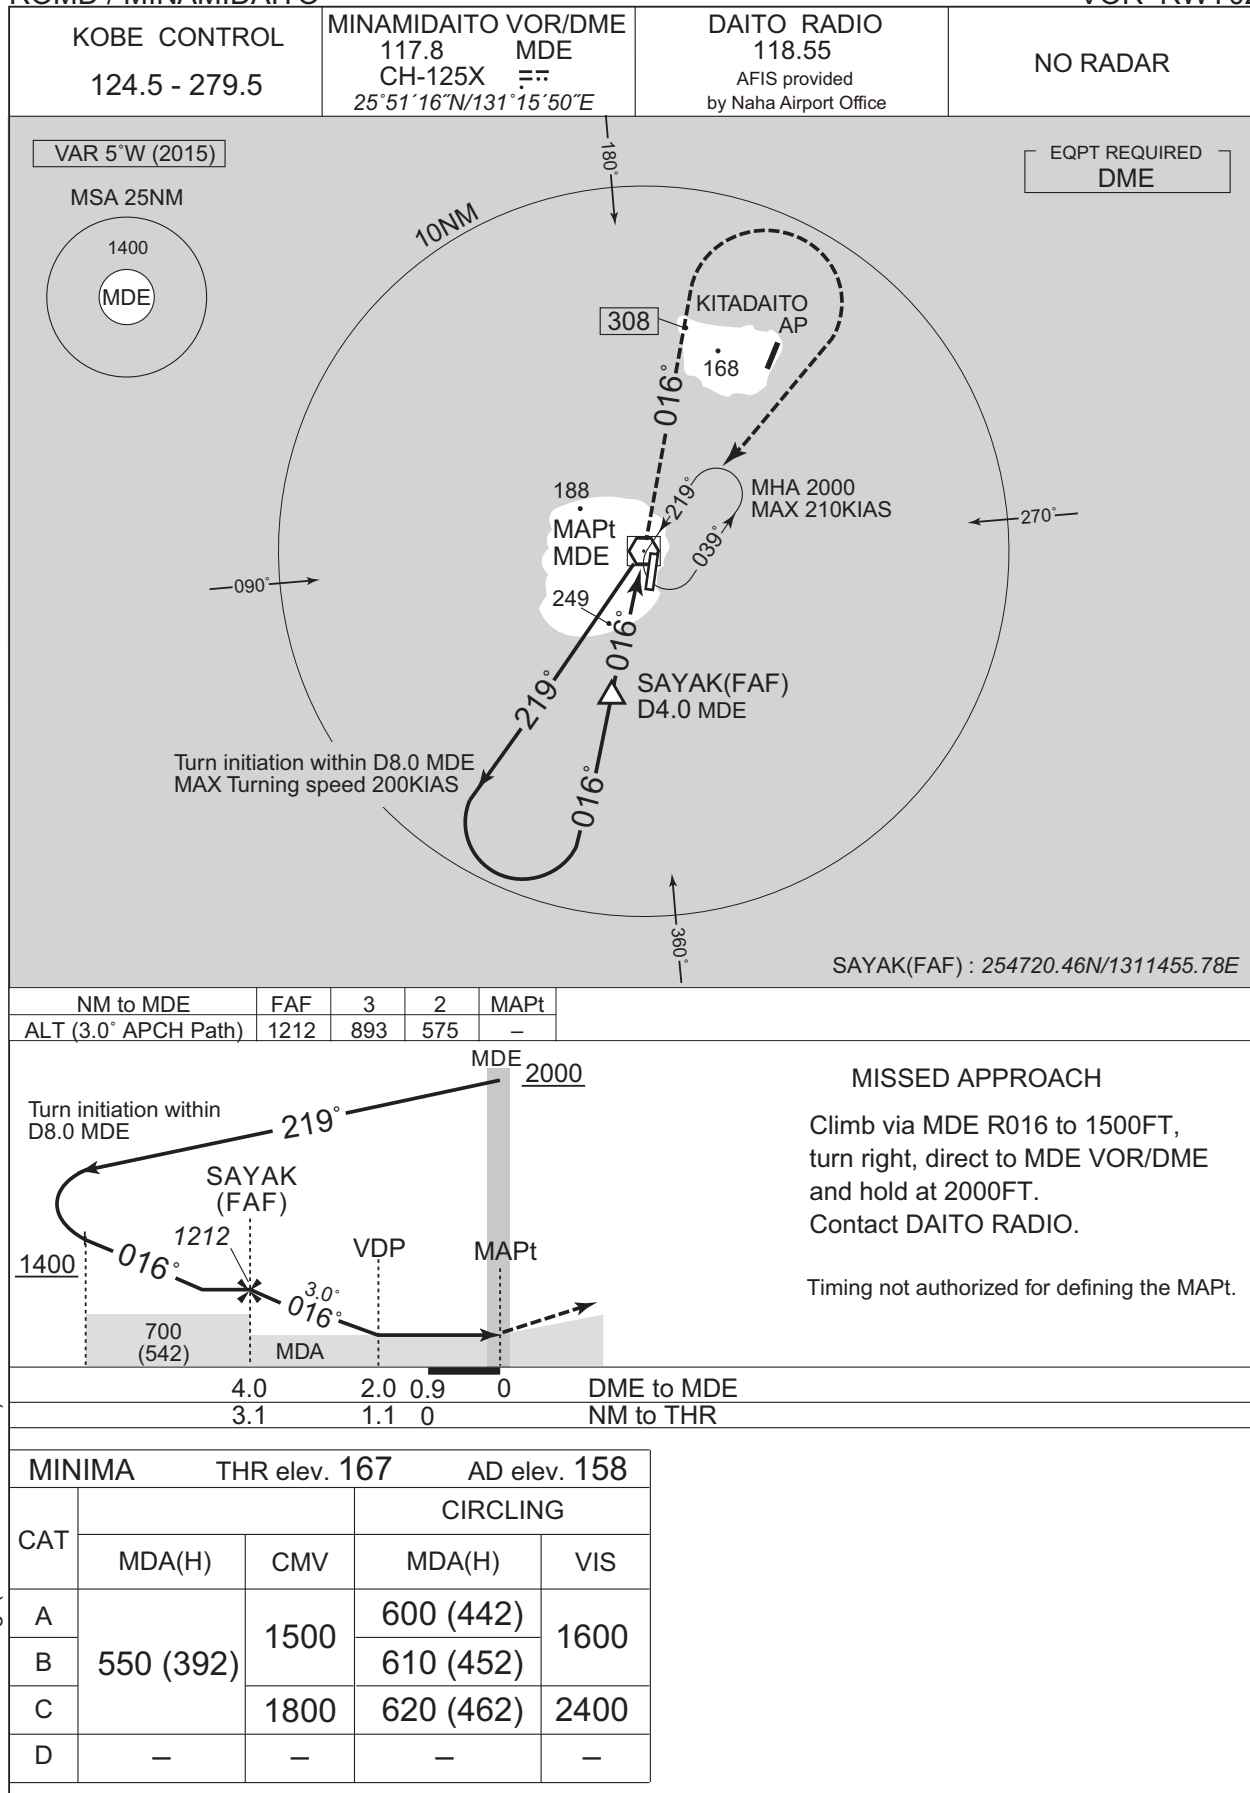 KOBE CONTROL
124.5 - 279.5
MINAMIDAITO VOR/DME
117.8 MDE
CH-125X
25°51´16˝N/131°15´50˝E
DAITO RADIO
118.55
AFIS provided
by Naha Airport Office
NO RADAR
VAR 5°W (2015)
MSA 25NM
1400
MDE
EQPT REQUIRED
DME
180°
10NM
KITADAITO
AP
308
168
016°
188
MAPt
MDE
219°
039°
MHA 2000
MAX 210KIAS
270°
090°
249
016°
219°
SAYAK(FAF)
D4.0 MDE
Turn initiation within D8.0 MDE
MAX Turning speed 200KIAS
016°
360°
SAYAK(FAF) : 254720.46N/1311455.78E
NM to MDE FAF 3 2 MAPt
ALT (3.0° APCH Path) 1212 893 575 –
MDE
2000
Turn initiation within
D8.0 MDE
219°
SAYAK
(FAF)
1212
VDP
MAPt
1400
016°
3.0°
016°
700
(542)
MDA
MISSED APPROACH
Climb via MDE R016 to 1500FT,
turn right, direct to MDE VOR/DME
and hold at 2000FT.
Contact DAITO RADIO.
Timing not authorized for defining the MAPt.
4.0 2.0 0.9 0 DME to MDE
3.1 1.1 0 NM to THR
MINIMA THR elev. 167 AD elev. 158
CAT CIRCLING
MDA(H) CMV MDA(H) VIS
A 550 (392) 1500 600 (442) 1600
B 610 (452)
C 1800 620 (462) 2400
D – – – –